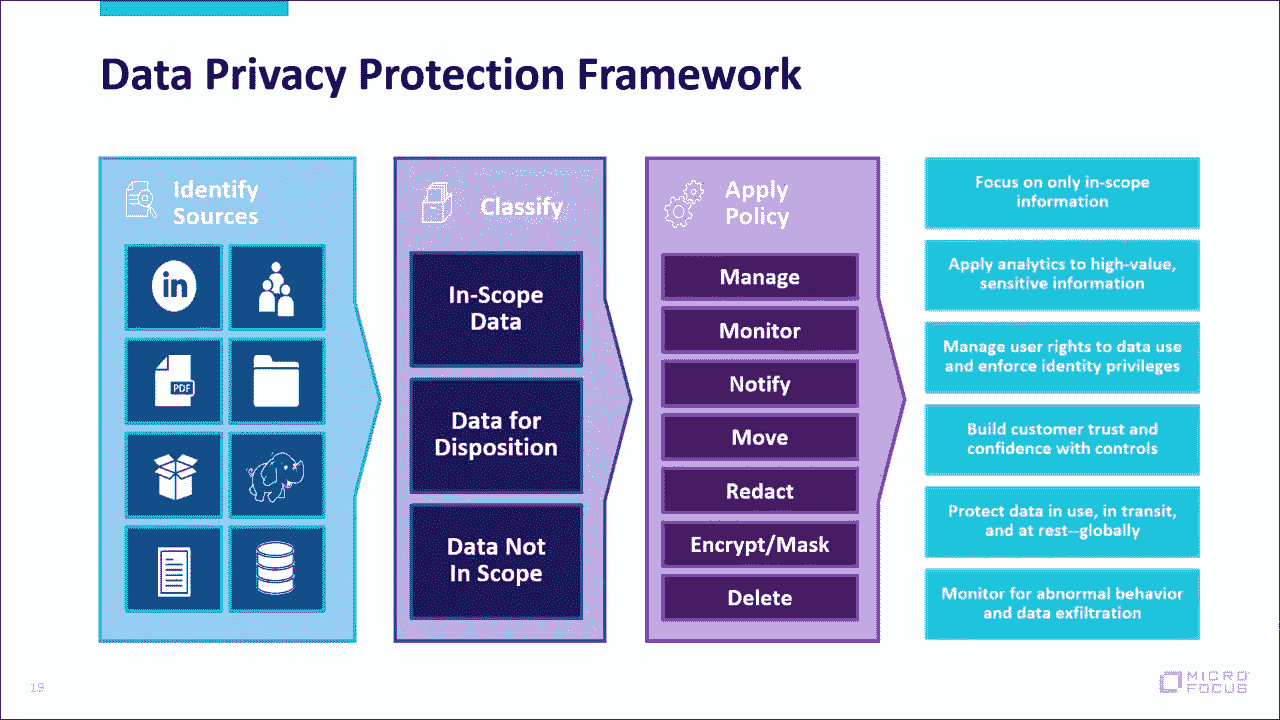 Data Privacy Protection Framework
Identify
Sources
in
PDF
Classify
In-Scope
Data
Data for
Disposition
Data Not
In Scope
Apply
Policy
Manage
Monitor
Notify
Move
Redact
Encrypt/Mask
Delete
Focus on only in-scope
information
Apply analytics to high-value,
sensitive information
Manage user rights to data use
and enforce identity privileges
Build customer trust and
confidence with controls
Protect data in use, in transit,
and at rest—globally
Monitor for abnormal behavior
and data exfiltration
19
MICRO
FOCUS